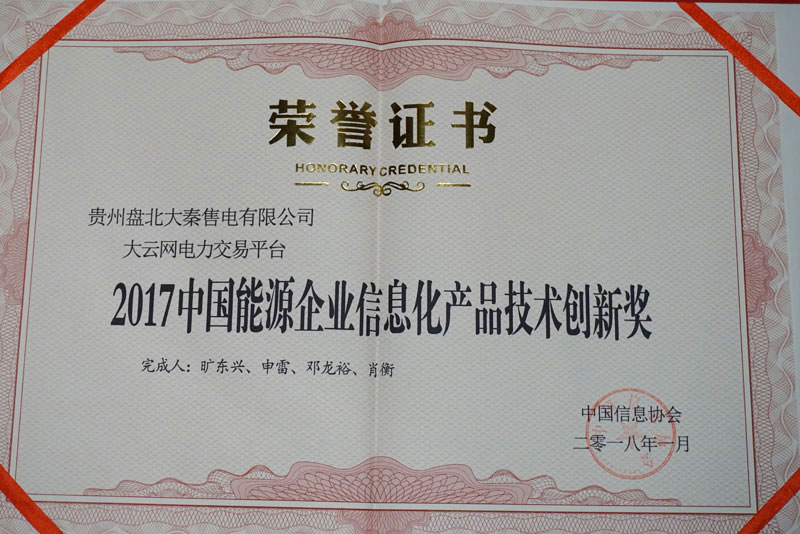 荣誉证书
HONORARY CREDENTIAL
贵州盘北大秦售电有限公司
大云网电力交易平台
2017中国能源企业信息化产品技术创新奖
完成人：旷东兴、申雷、邓龙裕、肖衡
中国信息协会
二零一八年一月